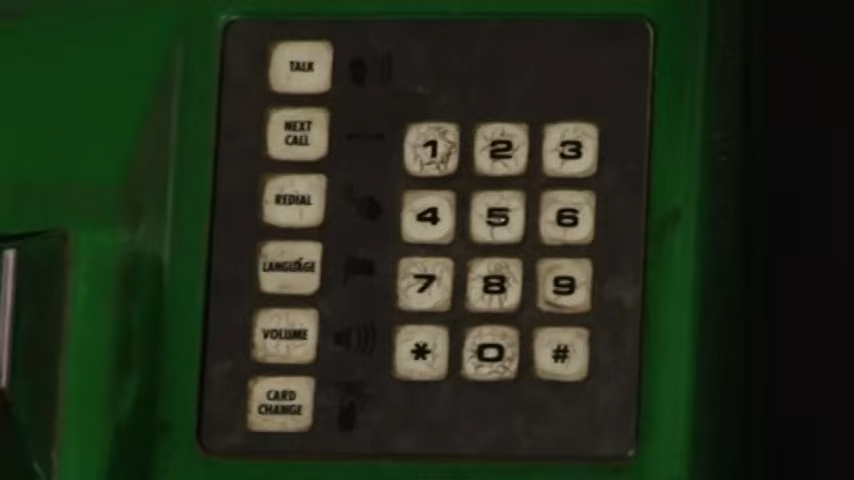 TALK
NEXT
CALL
REDIAL
LANGUAGE
VOLUME
CARD
CHANGE
1 2 3
4 5 6
7 8 9
* 0 #